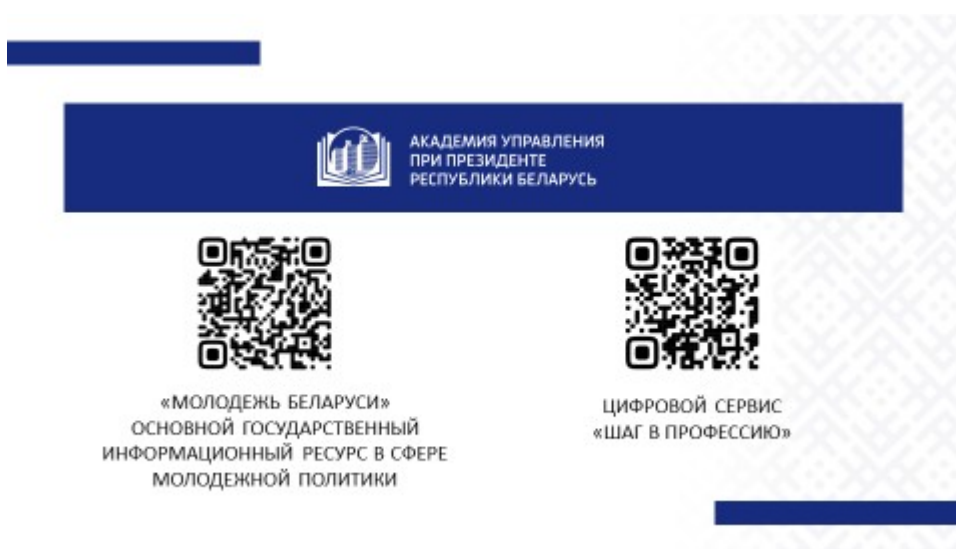 АКАДЕМИЯ УПРАВЛЕНИЯ
ПРИ ПРЕЗИДЕНТЕ
РЕСПУБЛИКИ БЕЛАРУСЬ
«МОЛОДЕЖЬ БЕЛАРУСИ»
ОСНОВНОЙ ГОСУДАРСТВЕННЫЙ
ИНФОРМАЦИОННЫЙ РЕСУРС В СФЕРЕ
МОЛОДЕЖНОЙ ПОЛИТИКИ
ЦИФРОВОЙ СЕРВИС
«ШАГ В ПРОФЕССИЮ»